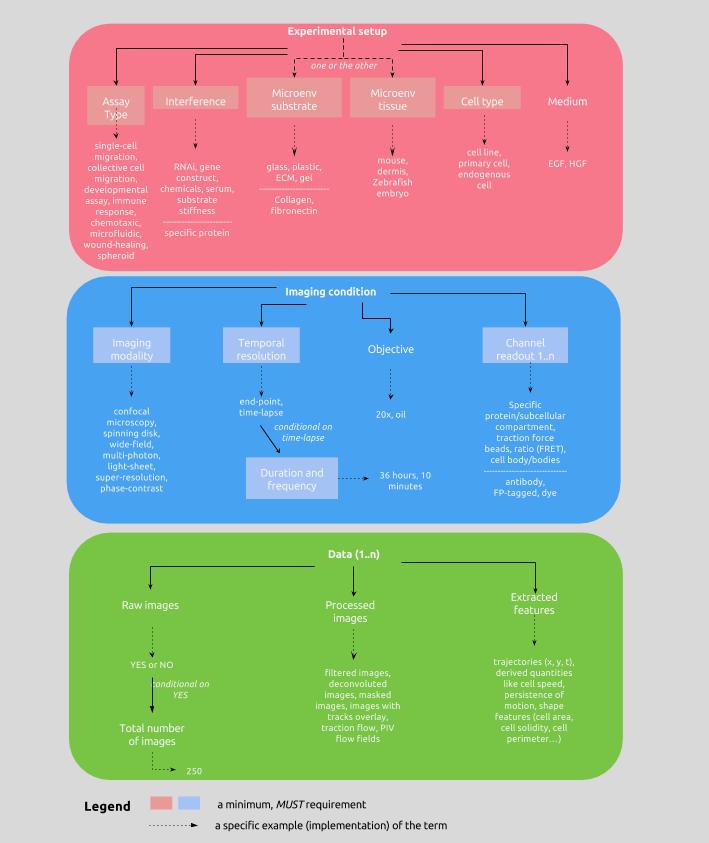 Experimental setup
one or the other
Assay
Type
Interference
Microenv
substrate
Microenv
tissue
Cell type
Medium
single-cell
migration,
collective cell
migration,
developmental
assay, immune
response,
chemotaxic,
microfluidic,
wound-healing,
spheroid
RNAi, gene
construct,
chemicals, serum,
substrate
stiffness
specific protein
glass, plastic,
ECM, gel
Collagen,
fibronectin
mouse,
dermis,
Zebrafish
embryo
cell line,
primary cell,
endogenous
cell
EGF, HGF
Imaging condition
Imaging
modality
Temporal
resolution
Objective
Channel
readout 1..n
confocal
microscopy,
spinning disk,
wide-field,
multi-photon,
light-sheet,
super-resolution,
phase-contrast
end-point,
time-lapse
conditional on
time-lapse
Duration and
frequency
36 hours, 10
minutes
20x, oil
Specific
protein/subcellular
compartment,
traction force
beads, ratio (FRET),
cell body/bodies
antibody,
FP-tagged, dye
Data (1..n)
Raw images
Processed
images
Extracted
features
YES or NO
conditional on
YES
Total number
of images
250
filtered images,
deconvoluted
images, masked
images, images with
tracks overlay,
traction flow, PIV
flow fields
trajectories (x, y, t),
derived quantities
like cell speed,
persistence of
motion, shape
features (cell area,
cell solidity, cell
perimeter...)
Legend
a minimum, MUST requirement
a specific example (implementation) of the term